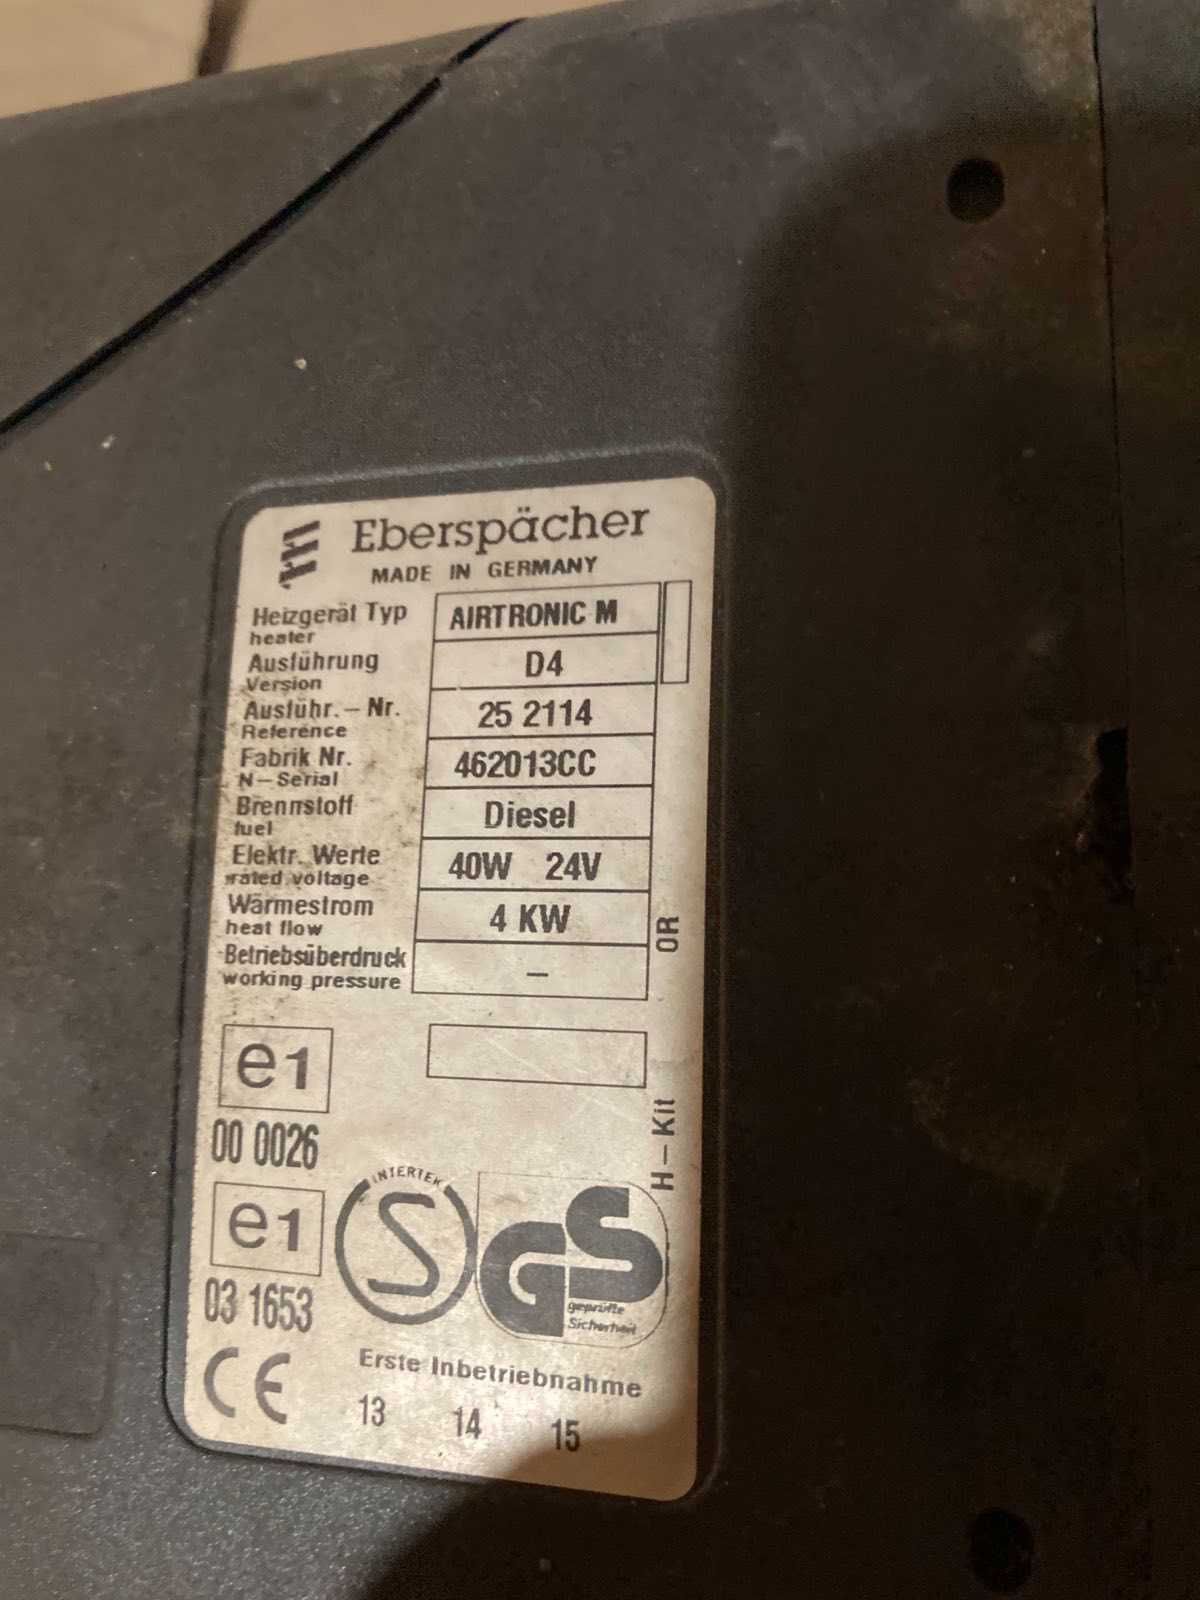 Eberspächer
MADE IN GERMANY
Heizgerät Typ AIRTRONIC M
heater
Ausführung D4
Version
Ausführ.-Nr. 25 2114
Reference
Fabrik Nr. 462013CC
N-Serial
Brennstoff Diesel
fuel
Elektr. Werte 40W 24V
rated voltage
Wärmestrom 4 KW
heat flow
Betriebsüberdruck –
working pressure
OR
H-Kit
e1
00 0026
e1
03 1653
INTERTEK
S
GS
geprüfte
Sicherheit
CE
Erste Inbetriebnahme
13 14 15